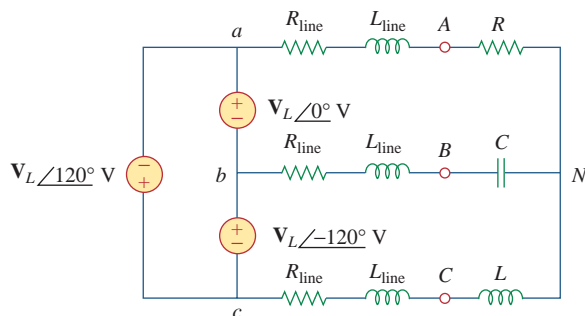 a R_line L_line A R
+ − V_L∠0° V
V_L∠120° V − +
b R_line L_line B C N
+ − V_L∠−120° V
c R_line L_line C L